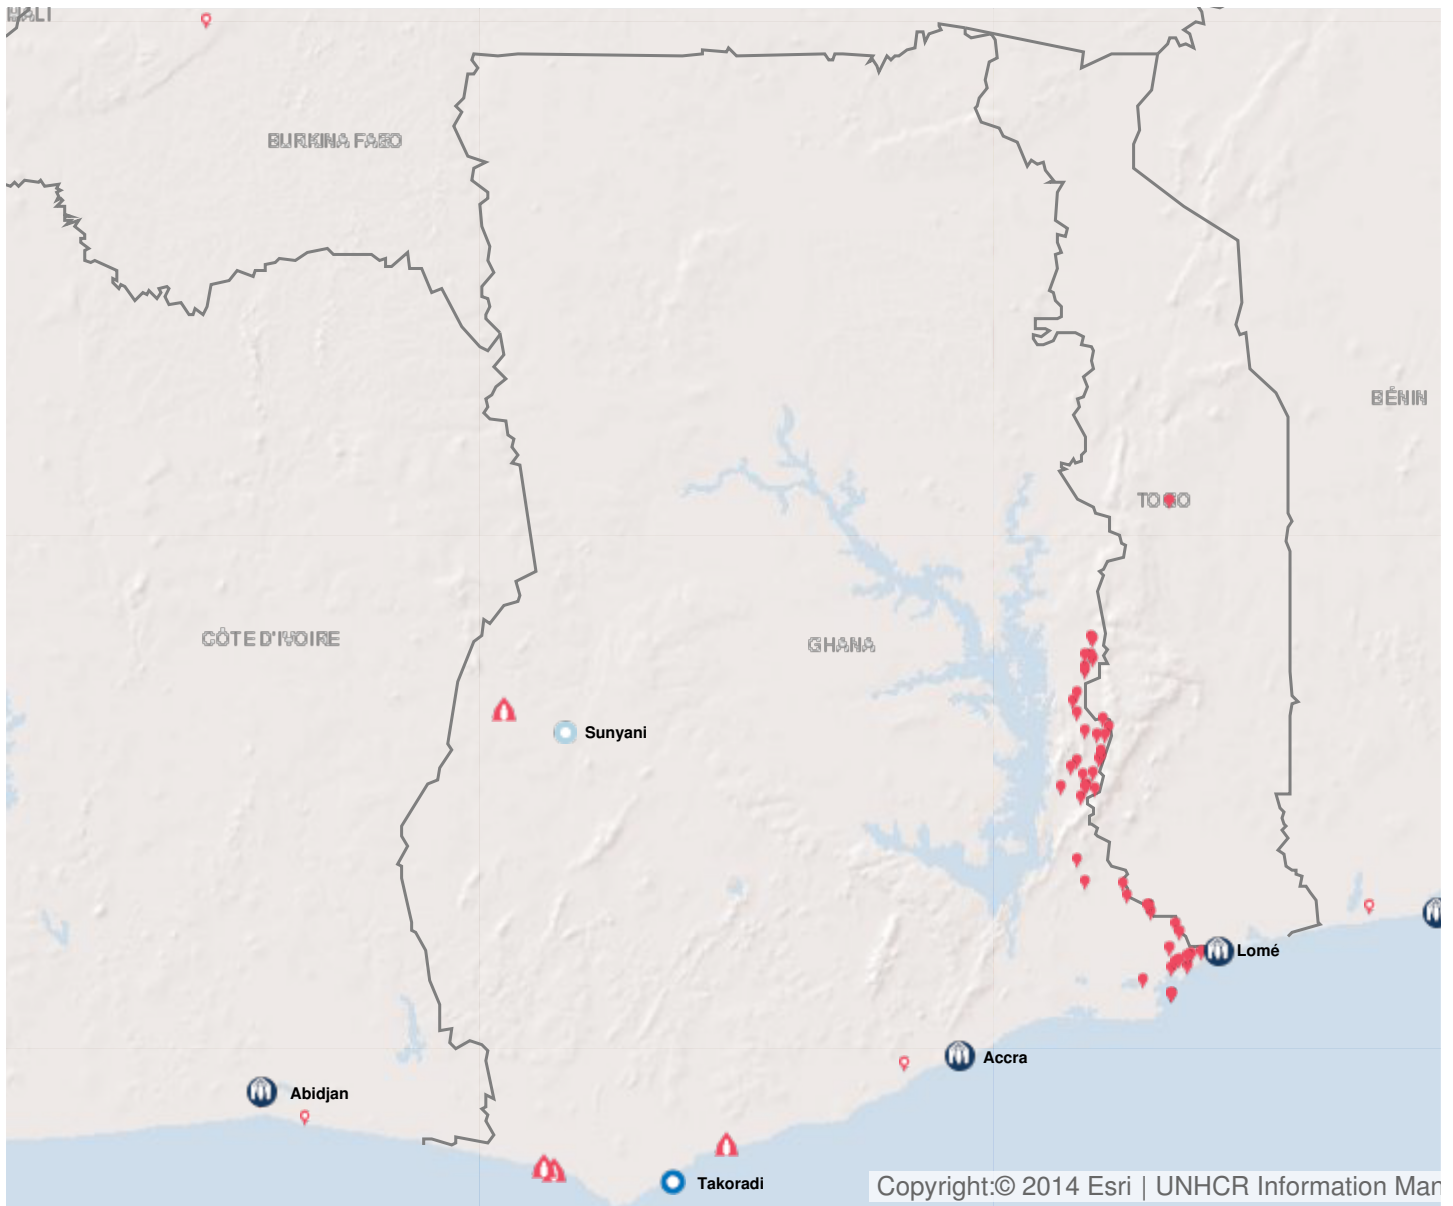 MALI
BURKINA FASO
BÉNIN
TOGO
CÔTE D'IVOIRE
GHANA
Sunyani
Lomé
Accra
Abidjan
Takoradi
Copyright:© 2014 Esri | UNHCR Information Man